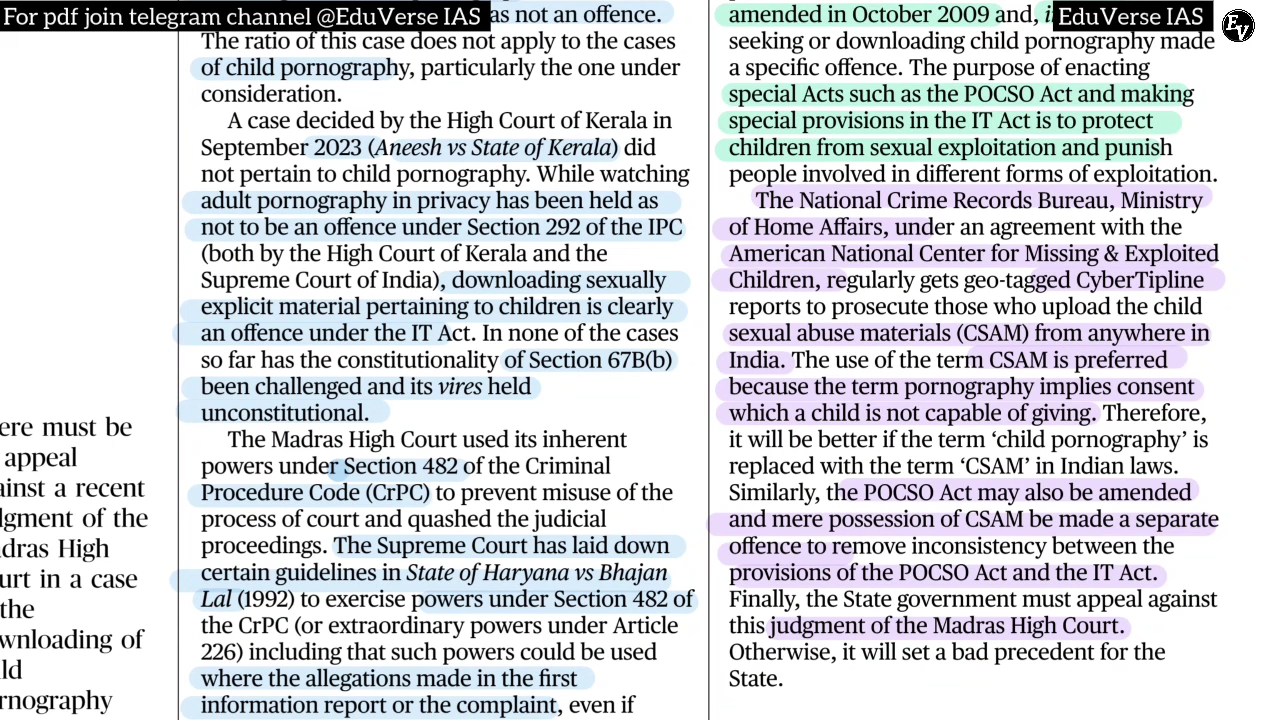 For pdf join telegram channel @EduVerse IAS
EduVerse IAS
EV
ere must be
appeal
ainst a recent
dgment of the
adras High
urt in a case
the
wnloading of
ild
rnography
as not an offence.
The ratio of this case does not apply to the cases
of child pornography, particularly the one under
consideration.
A case decided by the High Court of Kerala in
September 2023 (Aneesh vs State of Kerala) did
not pertain to child pornography. While watching
adult pornography in privacy has been held as
not to be an offence under Section 292 of the IPC
(both by the High Court of Kerala and the
Supreme Court of India), downloading sexually
explicit material pertaining to children is clearly
an offence under the IT Act. In none of the cases
so far has the constitutionality of Section 67B(b)
been challenged and its vires held
unconstitutional.
The Madras High Court used its inherent
powers under Section 482 of the Criminal
Procedure Code (CrPC) to prevent misuse of the
process of court and quashed the judicial
proceedings. The Supreme Court has laid down
certain guidelines in State of Haryana vs Bhajan
Lal (1992) to exercise powers under Section 482 of
the CrPC (or extraordinary powers under Article
226) including that such powers could be used
where the allegations made in the first
information report or the complaint, even if
amended in October 2009 and,
seeking or downloading child pornography made
a specific offence. The purpose of enacting
special Acts such as the POCSO Act and making
special provisions in the IT Act is to protect
children from sexual exploitation and punish
people involved in different forms of exploitation.
The National Crime Records Bureau, Ministry
of Home Affairs, under an agreement with the
American National Center for Missing & Exploited
Children, regularly gets geo-tagged CyberTipline
reports to prosecute those who upload the child
sexual abuse materials (CSAM) from anywhere in
India. The use of the term CSAM is preferred
because the term pornography implies consent
which a child is not capable of giving. Therefore,
it will be better if the term ‘child pornography’ is
replaced with the term ‘CSAM’ in Indian laws.
Similarly, the POCSO Act may also be amended
and mere possession of CSAM be made a separate
offence to remove inconsistency between the
provisions of the POCSO Act and the IT Act.
Finally, the State government must appeal against
this judgment of the Madras High Court.
Otherwise, it will set a bad precedent for the
State.